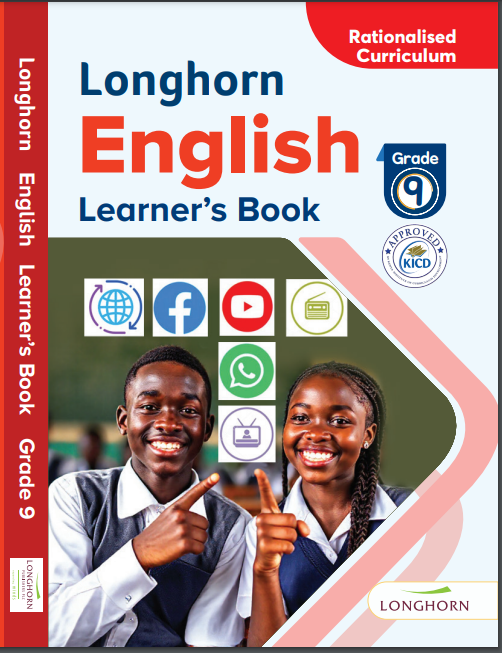 Rationalised
Curriculum
Longhorn
English
Learner's Book
Grade
9
APPROVED
KICD
LONGHORN
Longhorn English Learner's Book Grade 9
LONGHORN